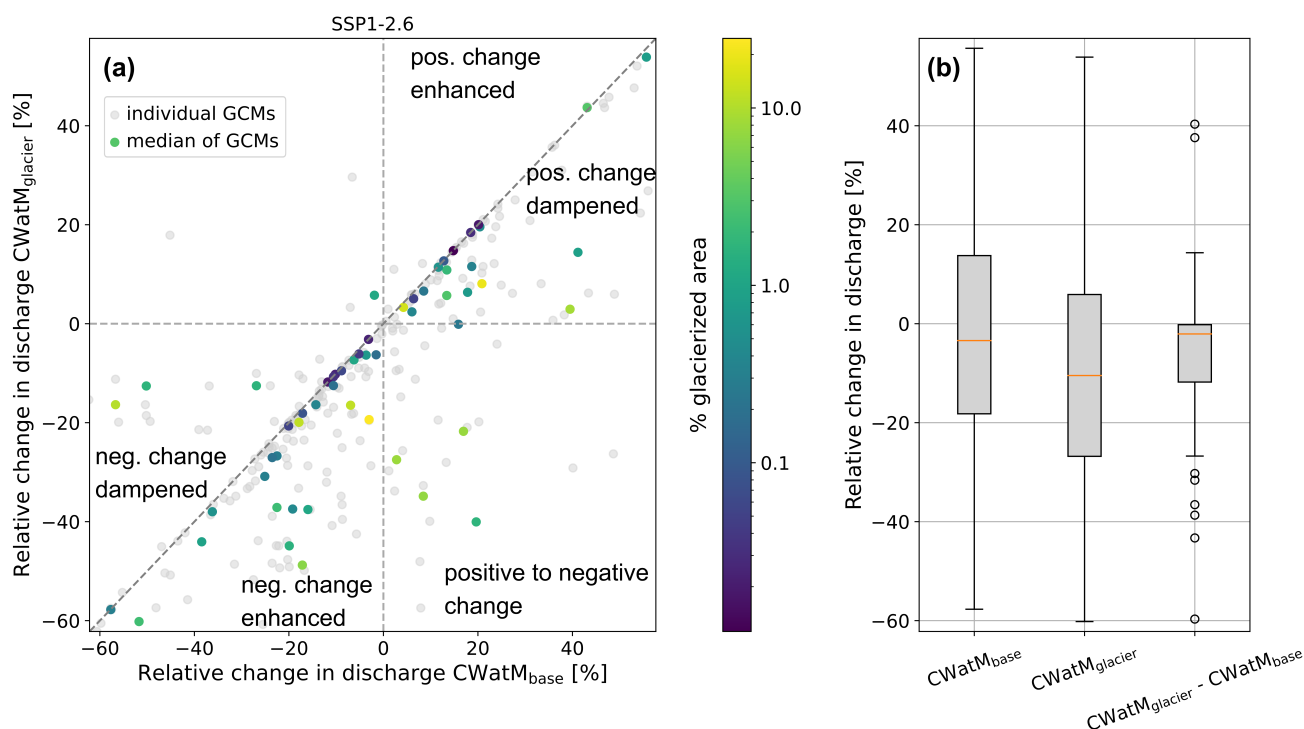 SSP1-2.6
(a)
individual GCMs
median of GCMs
pos. change
enhanced
pos. change
dampened
neg. change
dampened
neg. change
enhanced
positive to negative
change
40
20
0
−20
−40
−60
Relative change in discharge CWatMglacier [%]
−60 −40 −20 0 20 40
Relative change in discharge CWatMbase [%]
10.0
1.0
0.1
% glacierized area
(b)
40
20
0
−20
−40
−60
Relative change in discharge [%]
CWatMbase
CWatMglacier
CWatMglacier - CWatMbase